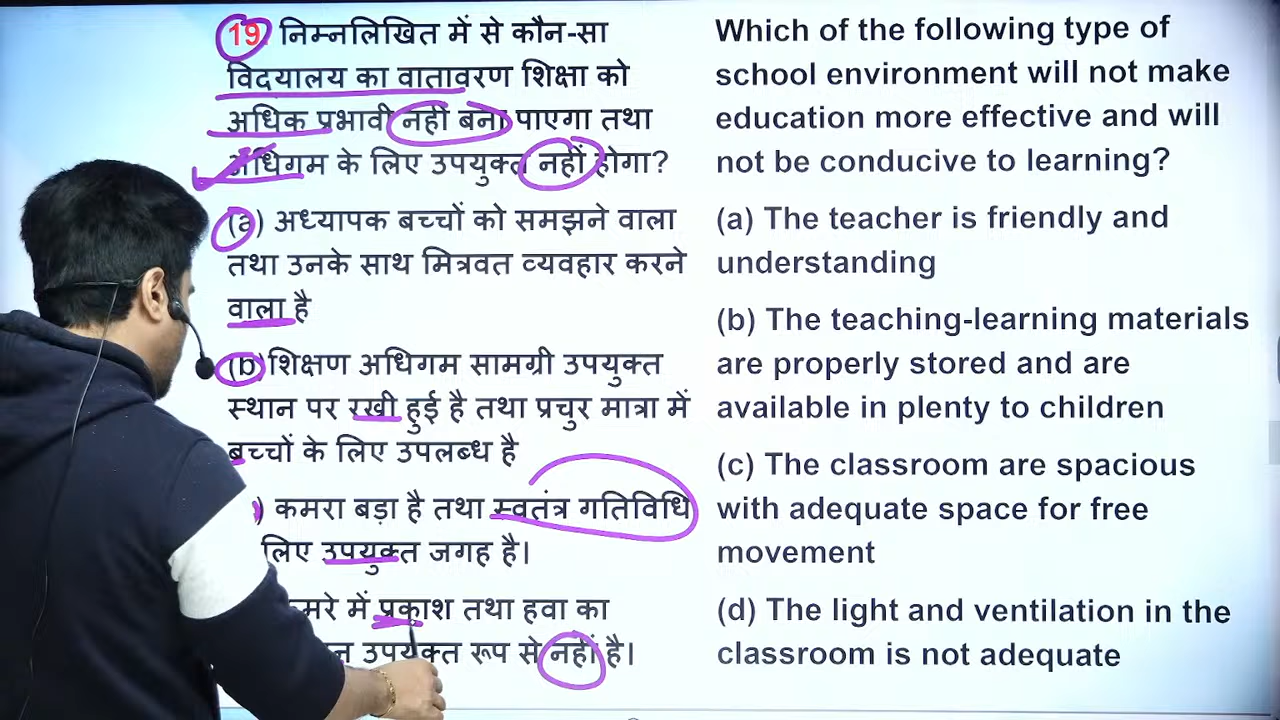 19. निम्नलिखित में से कौन-सा
विदयालय का वातावरण शिक्षा को
अधिक प्रभावी नहीं बना पाएगा तथा
अधिगम के लिए उपयुक्त नहीं होगा?
(a) अध्यापक बच्चों को समझने वाला
तथा उनके साथ मित्रवत व्यवहार करने
वाला है
(b) शिक्षण अधिगम सामग्री उपयुक्त
स्थान पर रखी हुई है तथा प्रचुर मात्रा में
बच्चों के लिए उपलब्ध है
) कमरा बड़ा है तथा स्वतंत्र गतिविधि
लिए उपयुक्त जगह है।
में प्रकाश तथा हवा का
उपयुक्त रूप से नहीं है।
Which of the following type of
school environment will not make
education more effective and will
not be conducive to learning?
(a) The teacher is friendly and
understanding
(b) The teaching-learning materials
are properly stored and are
available in plenty to children
(c) The classroom are spacious
with adequate space for free
movement
(d) The light and ventilation in the
classroom is not adequate